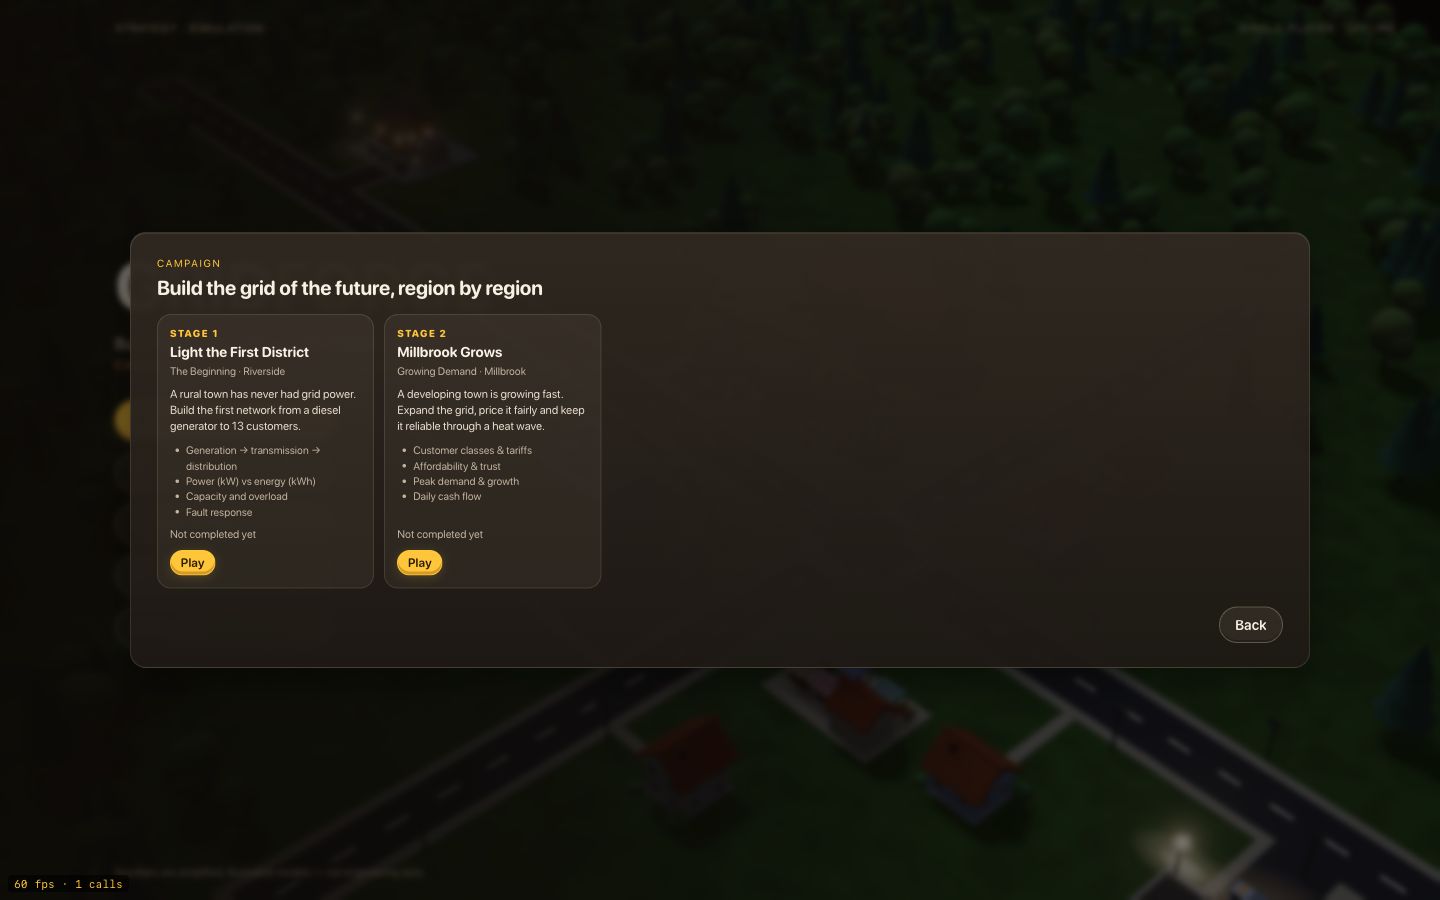 CAMPAIGN
Build the grid of the future, region by region
STAGE 1
Light the First District
The Beginning · Riverside
A rural town has never had grid power.
Build the first network from a diesel
generator to 13 customers.
• Generation → transmission →
distribution
• Power (kW) vs energy (kWh)
• Capacity and overload
• Fault response
Not completed yet
Play
STAGE 2
Millbrook Grows
Growing Demand · Millbrook
A developing town is growing fast.
Expand the grid, price it fairly and keep
it reliable through a heat wave.
• Customer classes & tariffs
• Affordability & trust
• Peak demand & growth
• Daily cash flow
Not completed yet
Play
Back
60 fps · 1 calls